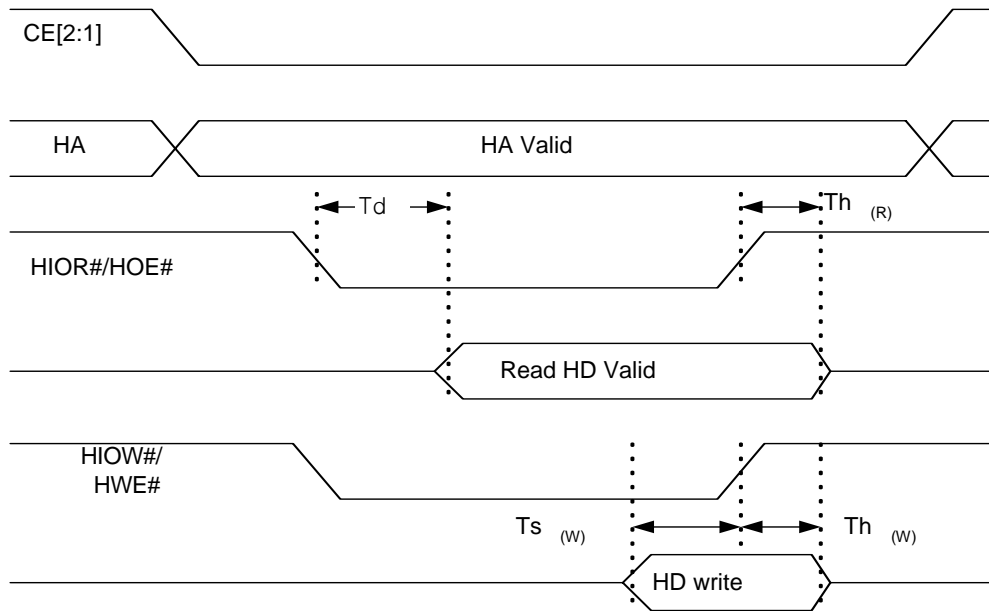 CE[2:1]
HA
HA Valid
Td
Th (R)
HIOR#/HOE#
Read HD Valid
HIOW#/
HWE#
Ts (W)
Th (W)
HD write